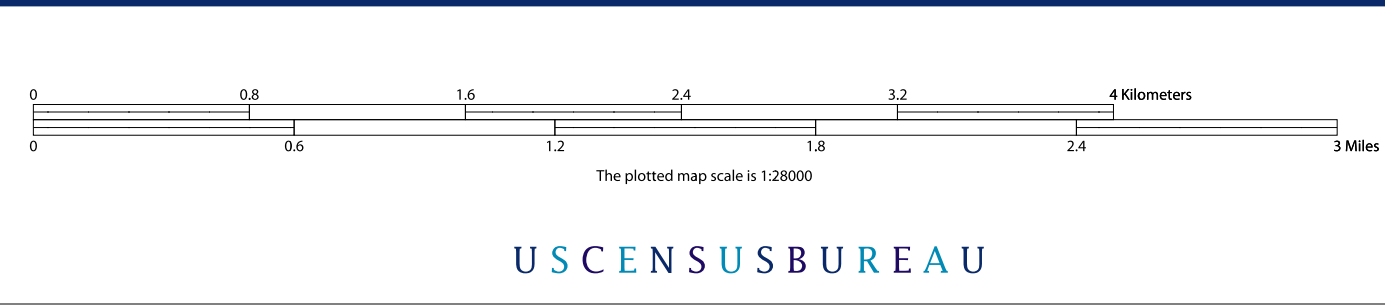 0 0.8 1.6 2.4 3.2 4 Kilometers
0 0.6 1.2 1.8 2.4 3 Miles
The plotted map scale is 1:28000
USCENSUSBUREAU